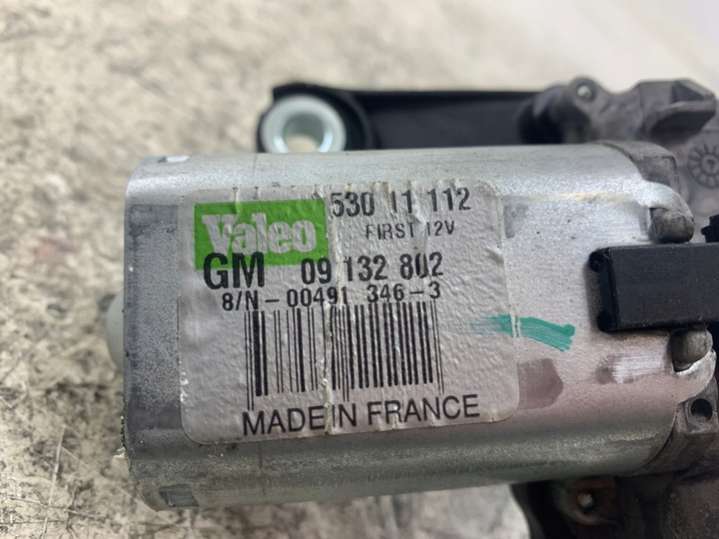 Valeo 530 11 112
FIRST 12V
GM 09 132 802
8/N-00491 346-3
MADE IN FRANCE